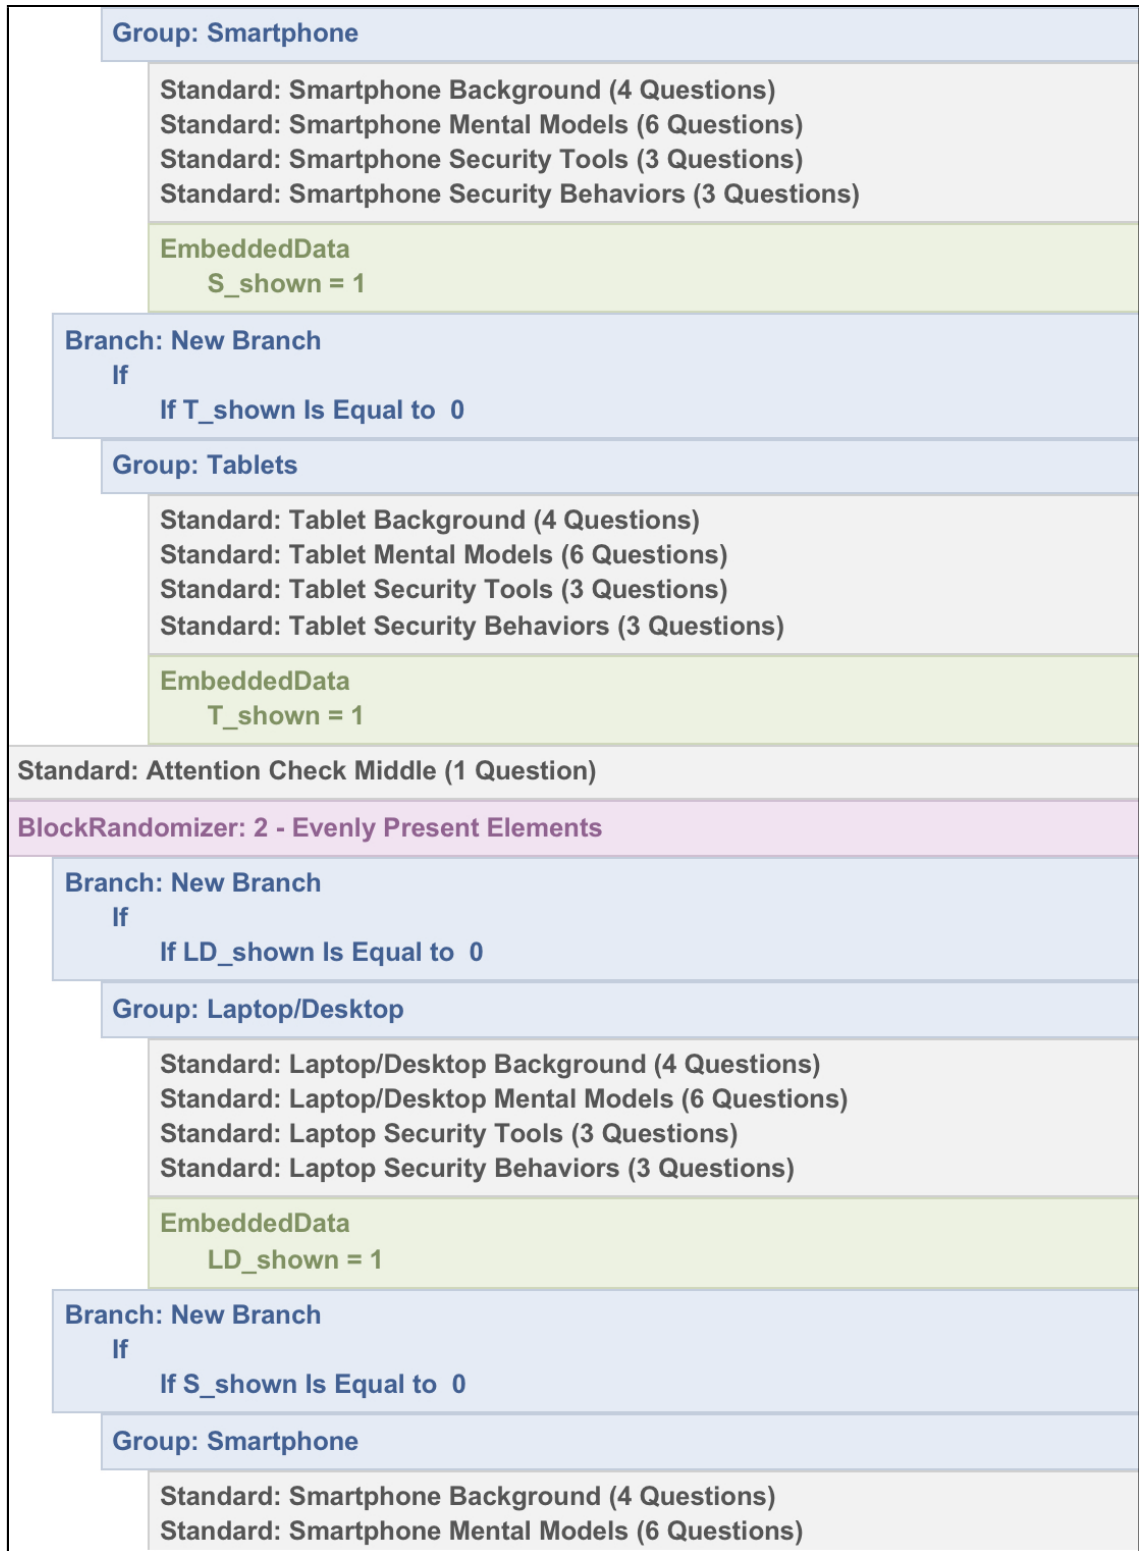 Group: Smartphone
Standard: Smartphone Background (4 Questions)
Standard: Smartphone Mental Models (6 Questions)
Standard: Smartphone Security Tools (3 Questions)
Standard: Smartphone Security Behaviors (3 Questions)
EmbeddedData
S_shown = 1
Branch: New Branch
If
If T_shown Is Equal to 0
Group: Tablets
Standard: Tablet Background (4 Questions)
Standard: Tablet Mental Models (6 Questions)
Standard: Tablet Security Tools (3 Questions)
Standard: Tablet Security Behaviors (3 Questions)
EmbeddedData
T_shown = 1
Standard: Attention Check Middle (1 Question)
BlockRandomizer: 2 - Evenly Present Elements
Branch: New Branch
If
If LD_shown Is Equal to 0
Group: Laptop/Desktop
Standard: Laptop/Desktop Background (4 Questions)
Standard: Laptop/Desktop Mental Models (6 Questions)
Standard: Laptop Security Tools (3 Questions)
Standard: Laptop Security Behaviors (3 Questions)
EmbeddedData
LD_shown = 1
Branch: New Branch
If
If S_shown Is Equal to 0
Group: Smartphone
Standard: Smartphone Background (4 Questions)
Standard: Smartphone Mental Models (6 Questions)